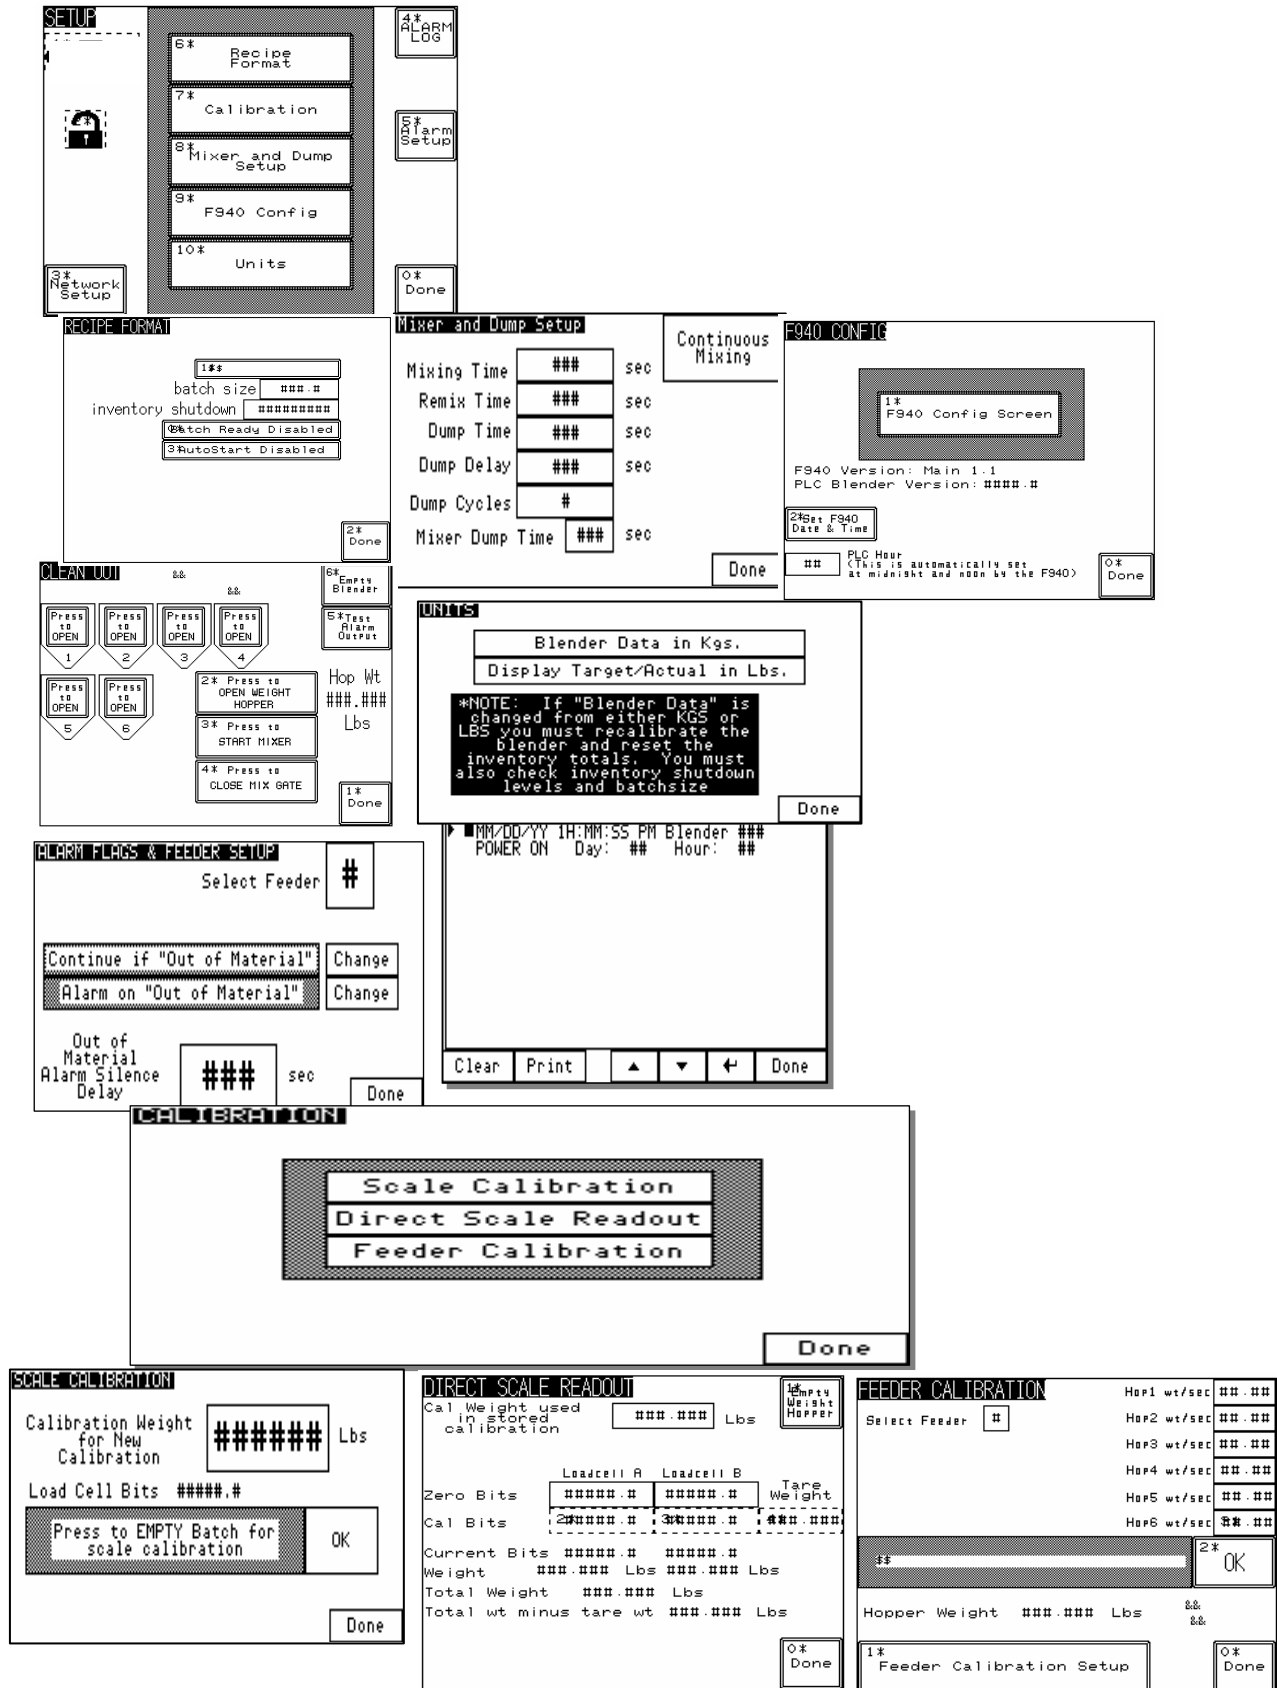 SETUP
4*
ALARM
LOG
6*
Recipe
Format
7*
Calibration
5*
Alarm
Setup
8*
Mixer and Dump
Setup
9*
F940 Config
10*
Units
3*
Network
Setup
0*
Done
RECIPE FORMAT
1#$
batch size ###.#
inventory shutdown #########
Batch Ready Disabled
3*AutoStart Disabled
2*
Done
Mixer and Dump Setup
Continuous
Mixing
Mixing Time ### sec
Remix Time ### sec
Dump Time ### sec
Dump Delay ### sec
Dump Cycles #
Mixer Dump Time ### sec
Done
F940 CONFIG
1*
F940 Config Screen
F940 Version: Main 1.1
PLC Blender Version: ####.#
2*Set F940
Date & Time
## PLC Hour
(This is automatically set
at midnight and noon by the F940)
0*
Done
CLEAN OUT
&&
&&
6*
Empty
Blender
5*Test
Alarm
Output
Press to OPEN 1
Press to OPEN 2
Press to OPEN 3
Press to OPEN 4
Press to OPEN 5
Press to OPEN 6
2* Press to
OPEN WEIGHT
HOPPER
3* Press to
START MIXER
4* Press to
CLOSE MIX GATE
Hop Wt
###.###
Lbs
1*
Done
UNITS
Blender Data in Kgs.
Display Target/Actual in Lbs.
*NOTE: If "Blender Data" is
changed from either KGS or
LBS you must recalibrate the
blender and reset the
inventory totals. You must
also check inventory shutdown
levels and batchsize
Done
MM/DD/YY 1H:MM:SS PM Blender ###
POWER ON Day: ## Hour: ##
Clear Print ▲ ▼ ↵ Done
ALARM FLAGS & FEEDER SETUP
Select Feeder #
Continue if "Out of Material" Change
Alarm on "Out of Material" Change
Out of
Material
Alarm Silence
Delay
### sec
Done
CALIBRATION
Scale Calibration
Direct Scale Readout
Feeder Calibration
Done
SCALE CALIBRATION
Calibration Weight
for New
Calibration
###### Lbs
Load Cell Bits #####.#
Press to EMPTY Batch for
scale calibration
OK
Done
DIRECT SCALE READOUT
Cal Weight used
in stored
calibration
###.### Lbs
1*
Empty
Weight
Hopper
Loadcell A Loadcell B
Tare
Weight
Zero Bits #####.# #####.#
Cal Bits #####.# #####.# ###.###
Current Bits #####.# #####.#
Weight ###.### Lbs ###.### Lbs
Total Weight ###.### Lbs
Total wt minus tare wt ###.### Lbs
0*
Done
FEEDER CALIBRATION
Select Feeder #
Hop1 wt/sec ##.##
Hop2 wt/sec ##.##
Hop3 wt/sec ##.##
Hop4 wt/sec ##.##
Hop5 wt/sec ##.##
Hop6 wt/sec ##.##
$$
2*
OK
Hopper Weight ###.### Lbs
&&
&&
1*
Feeder Calibration Setup
0*
Done